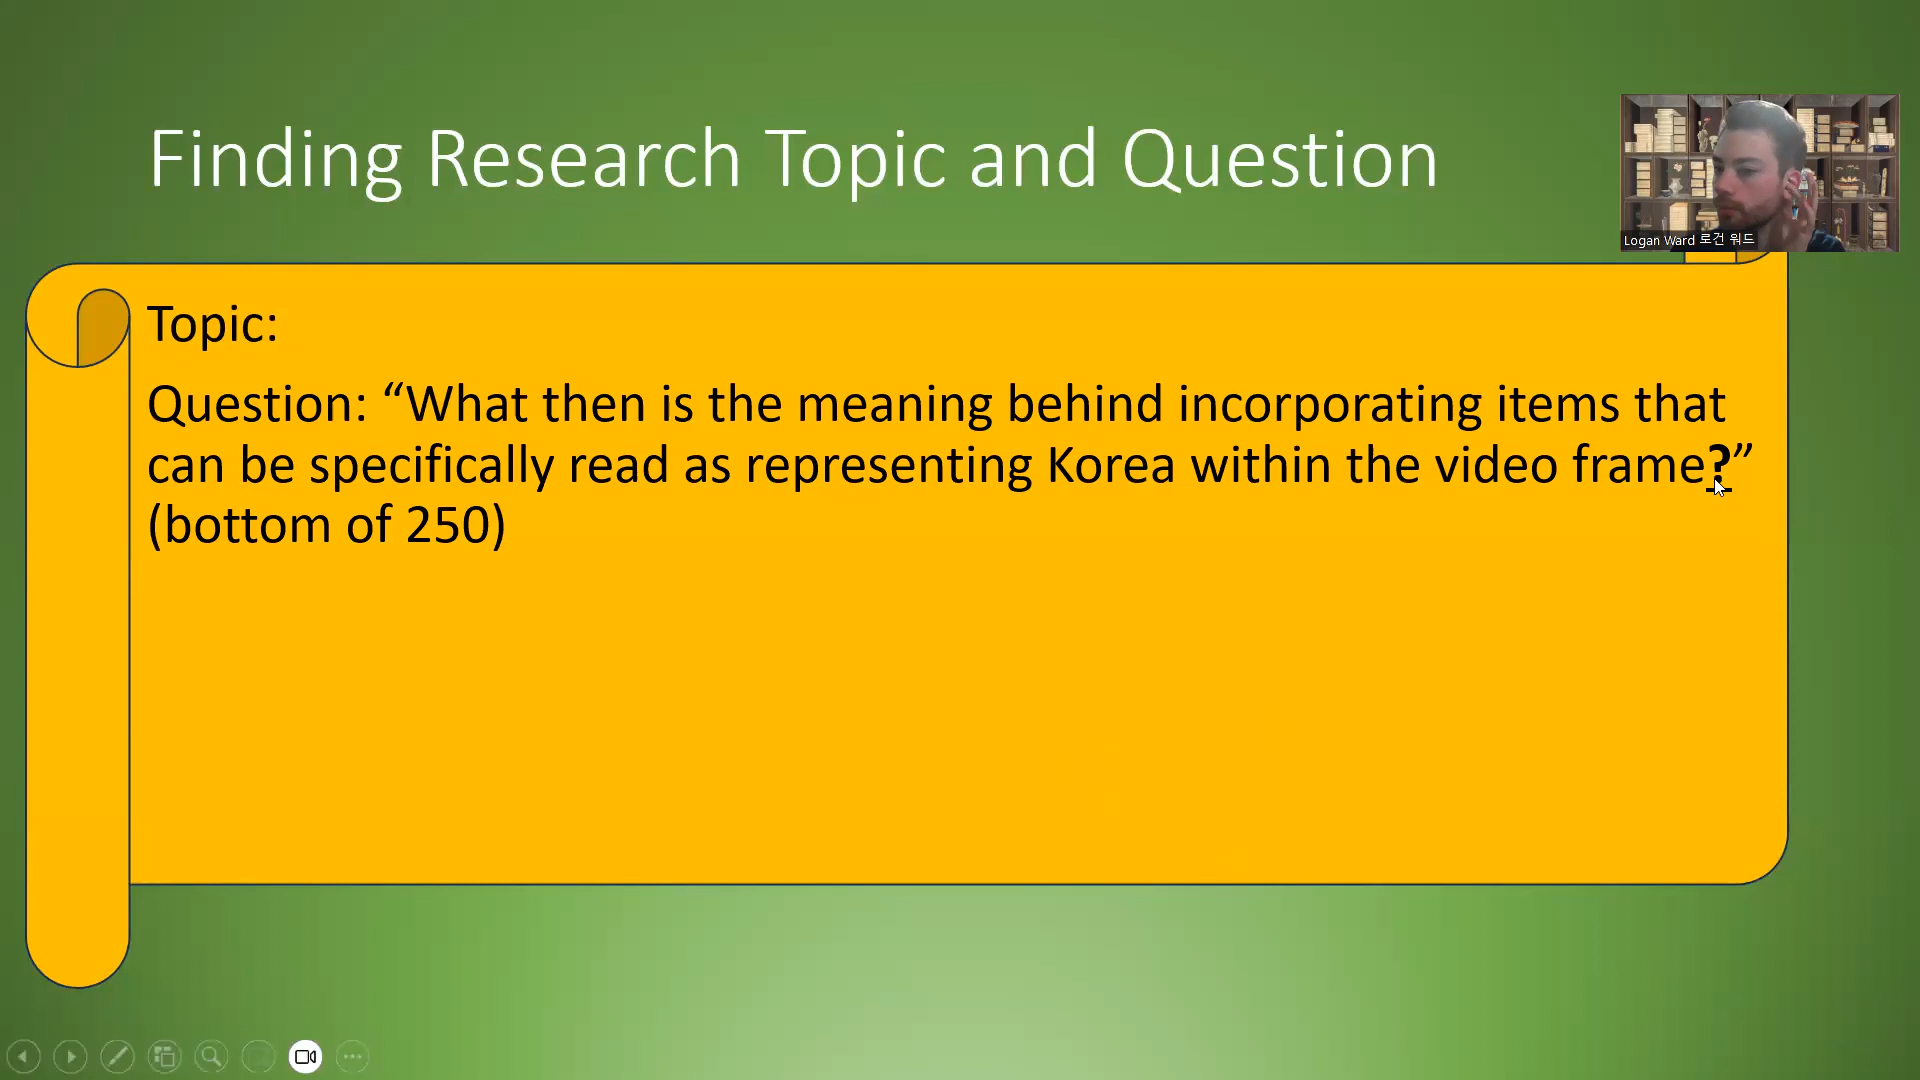 Finding Research Topic and Question
Logan Ward 로건 워드
Topic:
Question: “What then is the meaning behind incorporating items that
can be specifically read as representing Korea within the video frame?”
(bottom of 250)